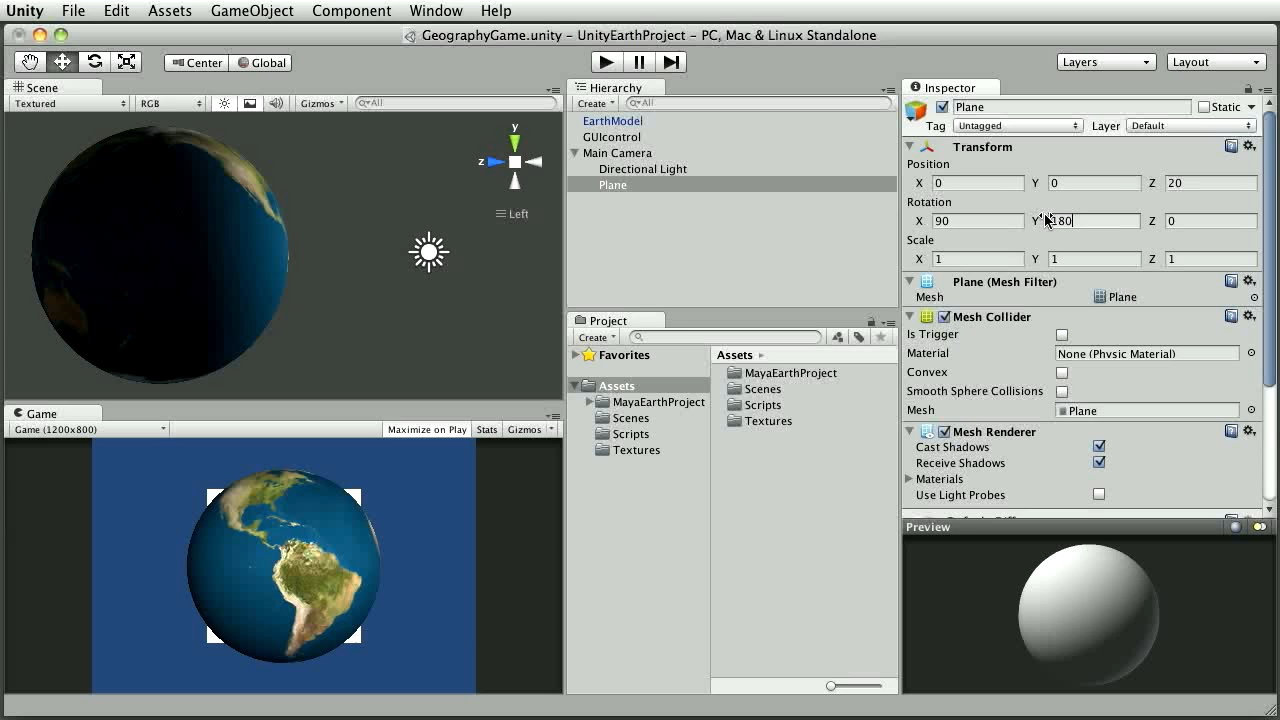 Unity File Edit Assets GameObject Component Window Help
GeographyGame.unity - UnityEarthProject - PC, Mac & Linux Standalone
Center Global Layers Layout
Scene
Textured RGB Gizmos All
y
z
Left
Game
Game (1200x800) Maximize on Play Stats Gizmos
Hierarchy
Create All
EarthModel
GUIcontrol
Main Camera
Directional Light
Plane
Project
Create
Favorites
Assets
MayaEarthProject
Scenes
Scripts
Textures
Assets
MayaEarthProject
Scenes
Scripts
Textures
Inspector
Plane Static
Tag Untagged Layer Default
Transform
Position
X 0 Y 0 Z 20
Rotation
X 90 Y 180 Z 0
Scale
X 1 Y 1 Z 1
Plane (Mesh Filter)
Mesh Plane
Mesh Collider
Is Trigger
Material None (Physic Material)
Convex
Smooth Sphere Collisions
Mesh Plane
Mesh Renderer
Cast Shadows
Receive Shadows
Materials
Use Light Probes
Preview